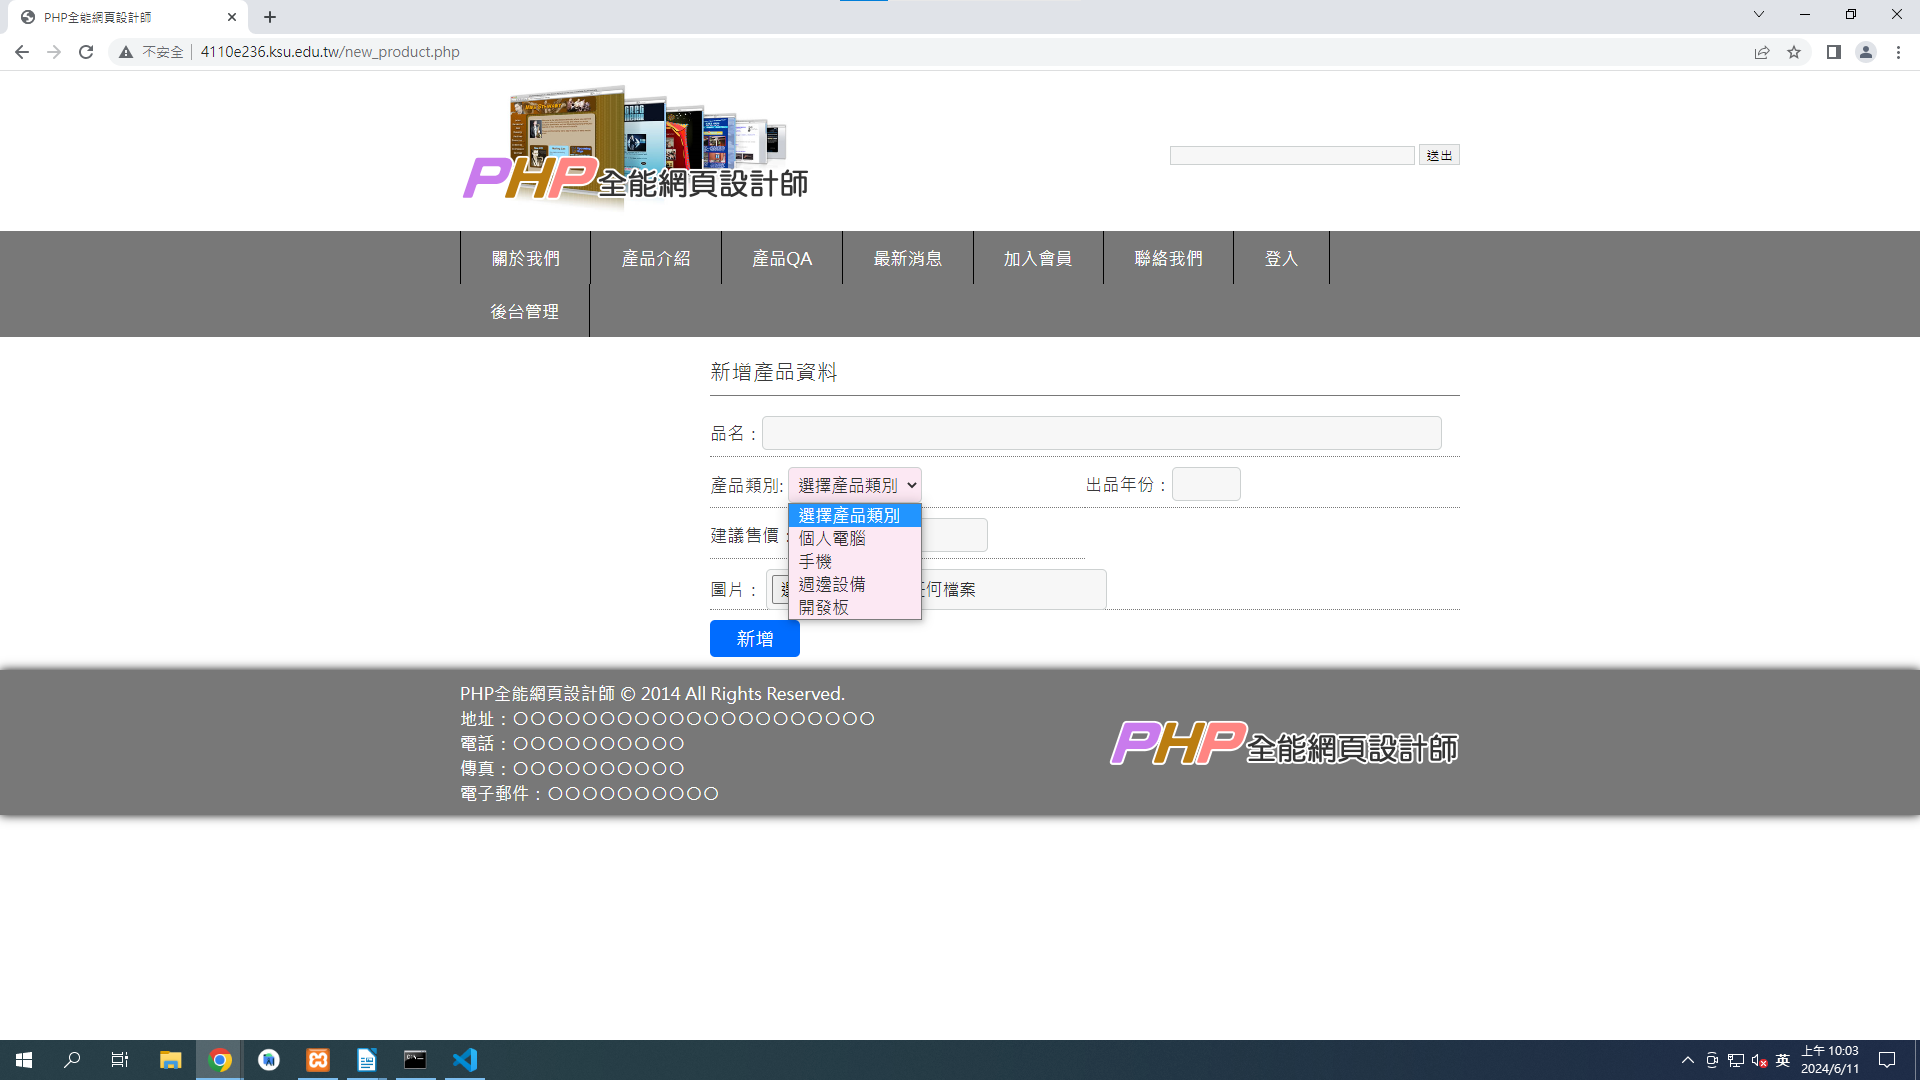 PHP全能網頁設計師
不安全 4110e236.ksu.edu.tw/new_product.php
PHP全能網頁設計師
送出
關於我們 產品介紹 產品QA 最新消息 加入會員 聯絡我們 登入
後台管理
新增產品資料
品名：
產品類別: 選擇產品類別 出品年份：
選擇產品類別
建議售價：
個人電腦
手機
週邊設備
圖片： 何檔案
開發板
新增
PHP全能網頁設計師 © 2014 All Rights Reserved.
地址：〇〇〇〇〇〇〇〇〇〇〇〇〇〇〇〇〇〇〇〇〇
電話：〇〇〇〇〇〇〇〇〇〇
傳真：〇〇〇〇〇〇〇〇〇〇
電子郵件：〇〇〇〇〇〇〇〇〇〇
PHP全能網頁設計師
英
上午 10:03
2024/6/11